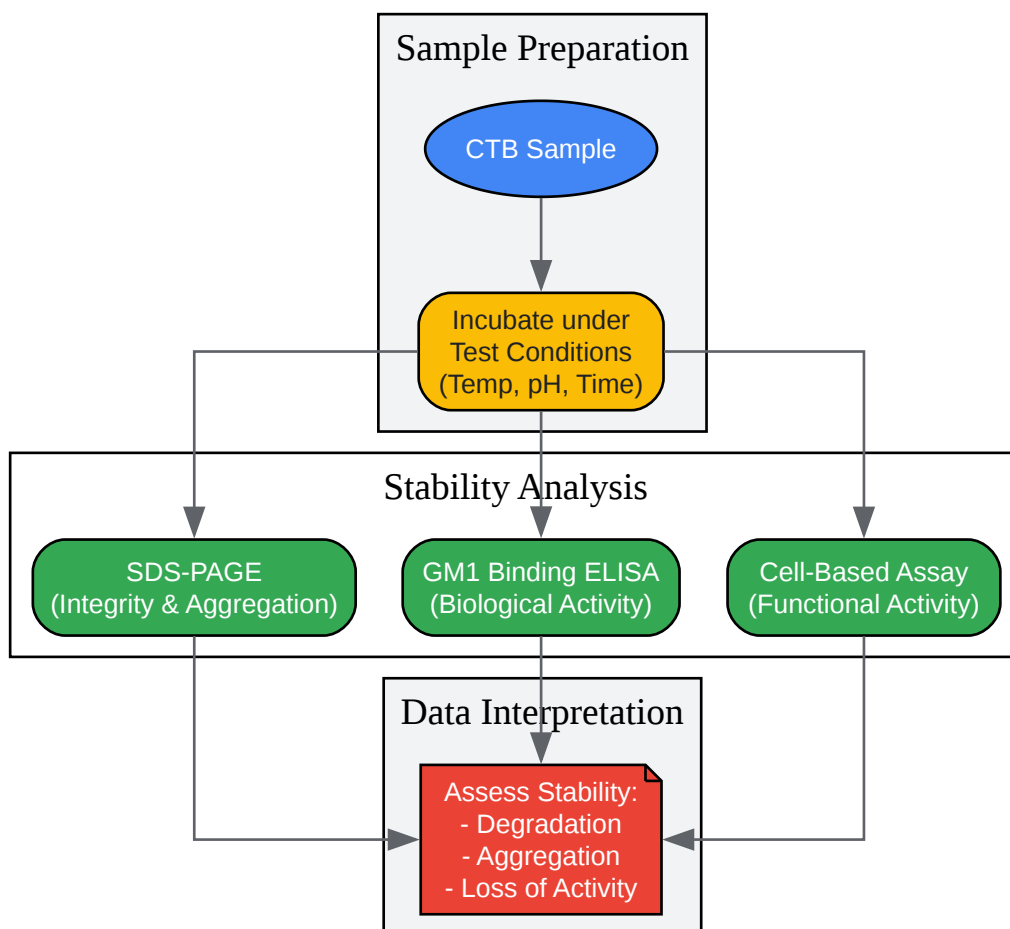 Sample Preparation
CTB Sample
Incubate under
Test Conditions
(Temp, pH, Time)
Stability Analysis
SDS-PAGE
(Integrity & Aggregation)
GM1 Binding ELISA
(Biological Activity)
Cell-Based Assay
(Functional Activity)
Data Interpretation
Assess Stability:
- Degradation
- Aggregation
- Loss of Activity